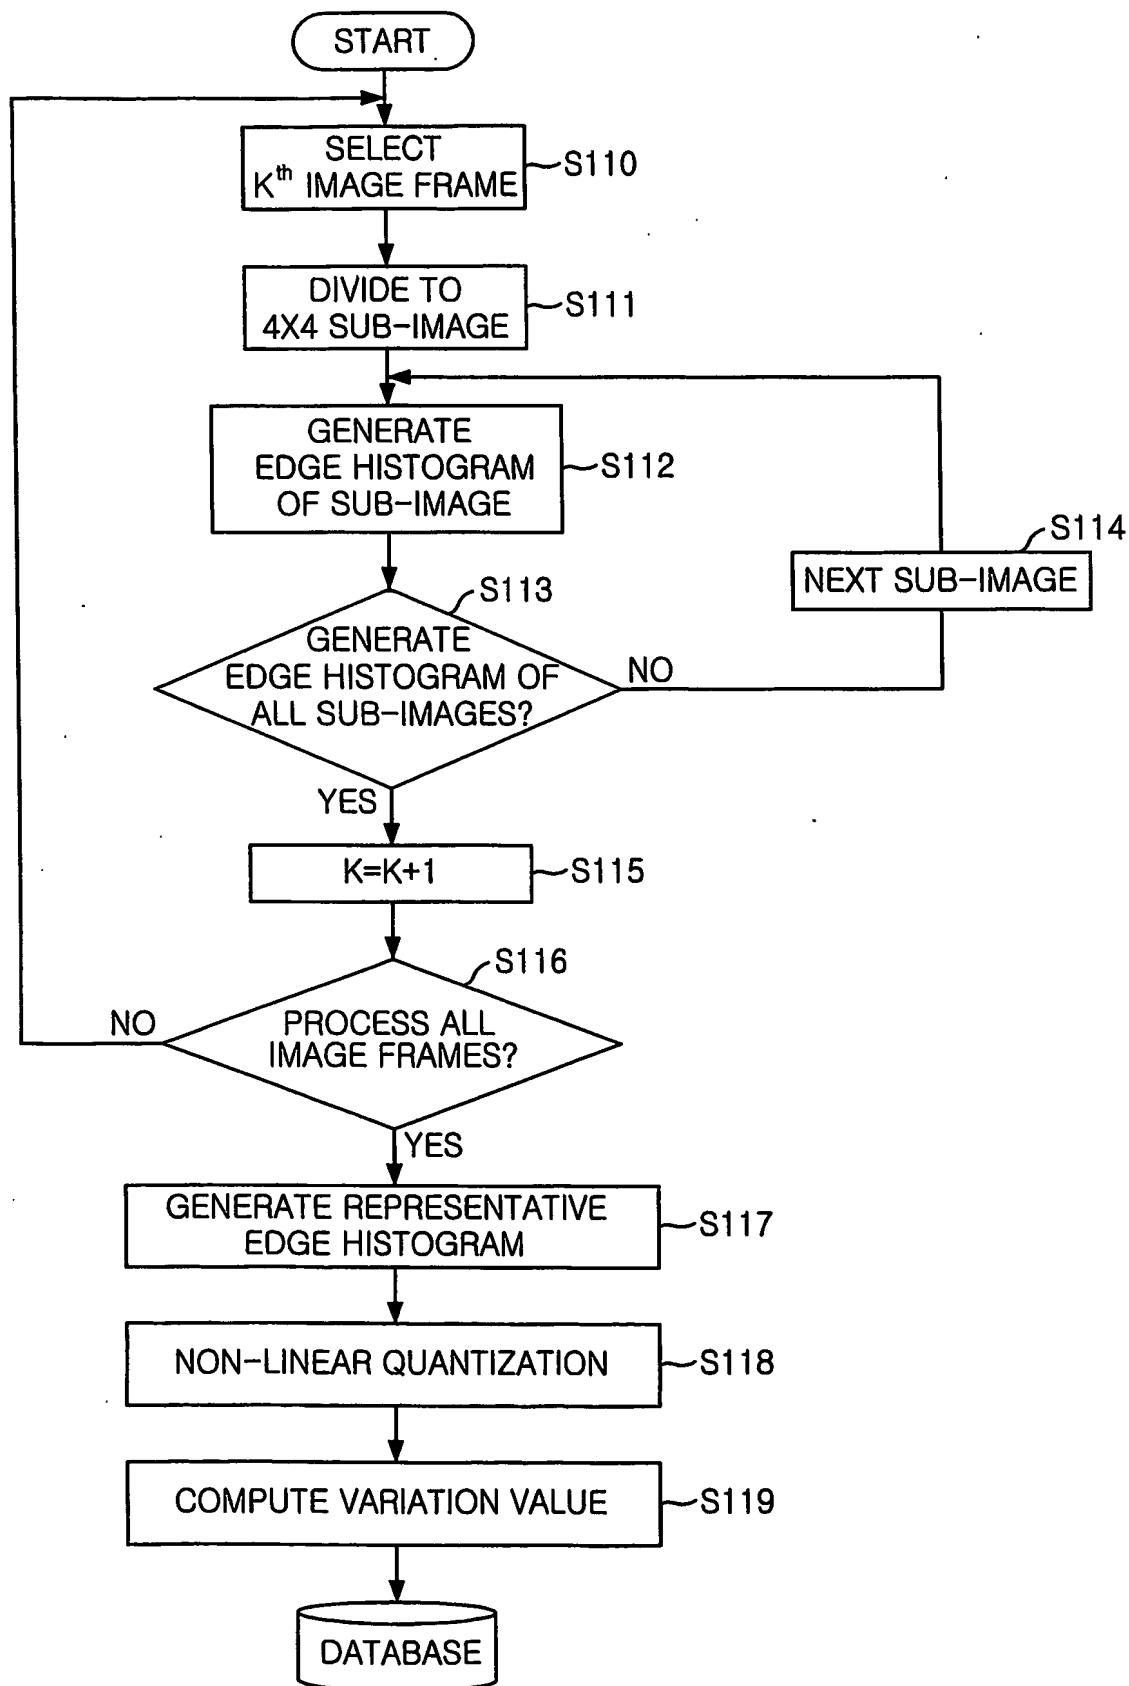 START
SELECT
Kth IMAGE FRAME
S110
DIVIDE TO
4X4 SUB-IMAGE
S111
GENERATE
EDGE HISTOGRAM
OF SUB-IMAGE
S112
S114
NEXT SUB-IMAGE
S113
GENERATE
EDGE HISTOGRAM OF
ALL SUB-IMAGES?
NO
YES
K=K+1
S115
S116
PROCESS ALL
IMAGE FRAMES?
NO
YES
GENERATE REPRESENTATIVE
EDGE HISTOGRAM
S117
NON-LINEAR QUANTIZATION
S118
COMPUTE VARIATION VALUE
S119
DATABASE